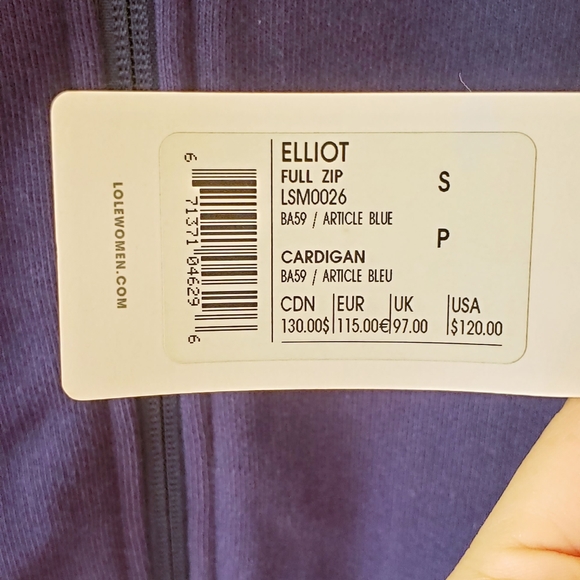 LOLEWOMEN.COM
6 71371 04629 6
ELLIOT
FULL ZIP
LSM0026
BA59 / ARTICLE BLUE
S
CARDIGAN
BA59 / ARTICLE BLEU
P
CDN EUR UK USA
130.00$ 115.00€ 97.00 $120.00